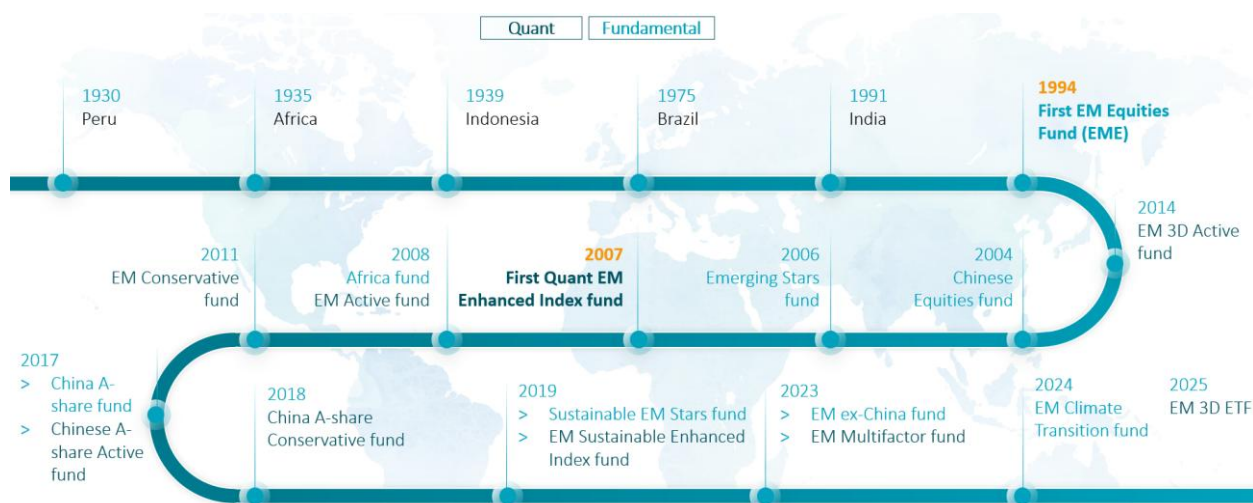 Quant
Fundamental
1930
Peru
1935
Africa
1939
Indonesia
1975
Brazil
1991
India
1994
First EM Equities
Fund (EME)
2014
EM 3D Active
fund
2011
EM Conservative
fund
2008
Africa fund
EM Active fund
2007
First Quant EM
Enhanced Index fund
2006
Emerging Stars
fund
2004
Chinese
Equities fund
2017
> China A-
share fund
> Chinese A-
share Active
fund
2018
China A-share
Conservative fund
2019
> Sustainable EM Stars fund
> EM Sustainable Enhanced
Index fund
2023
> EM ex-China fund
> EM Multifactor fund
2024
EM Climate
Transition fund
2025
EM 3D ETF